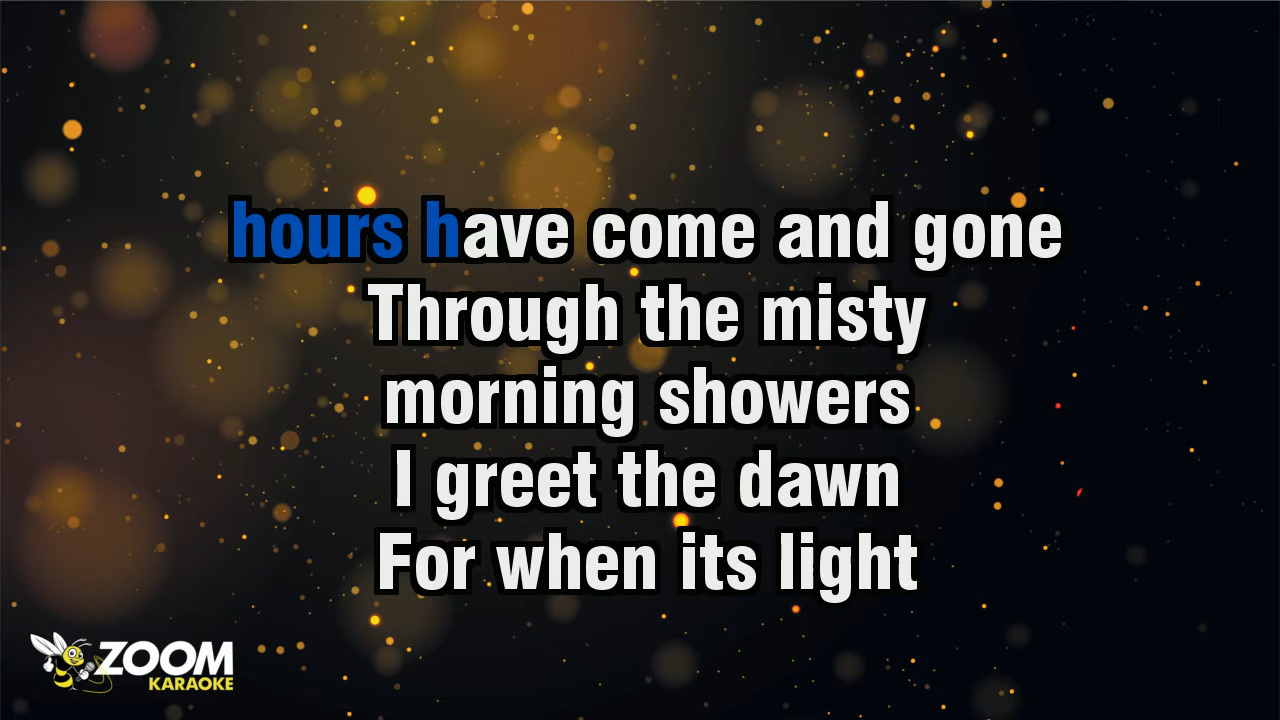 hours have come and gone
Through the misty
morning showers
I greet the dawn
For when its light
ZOOM
KARAOKE